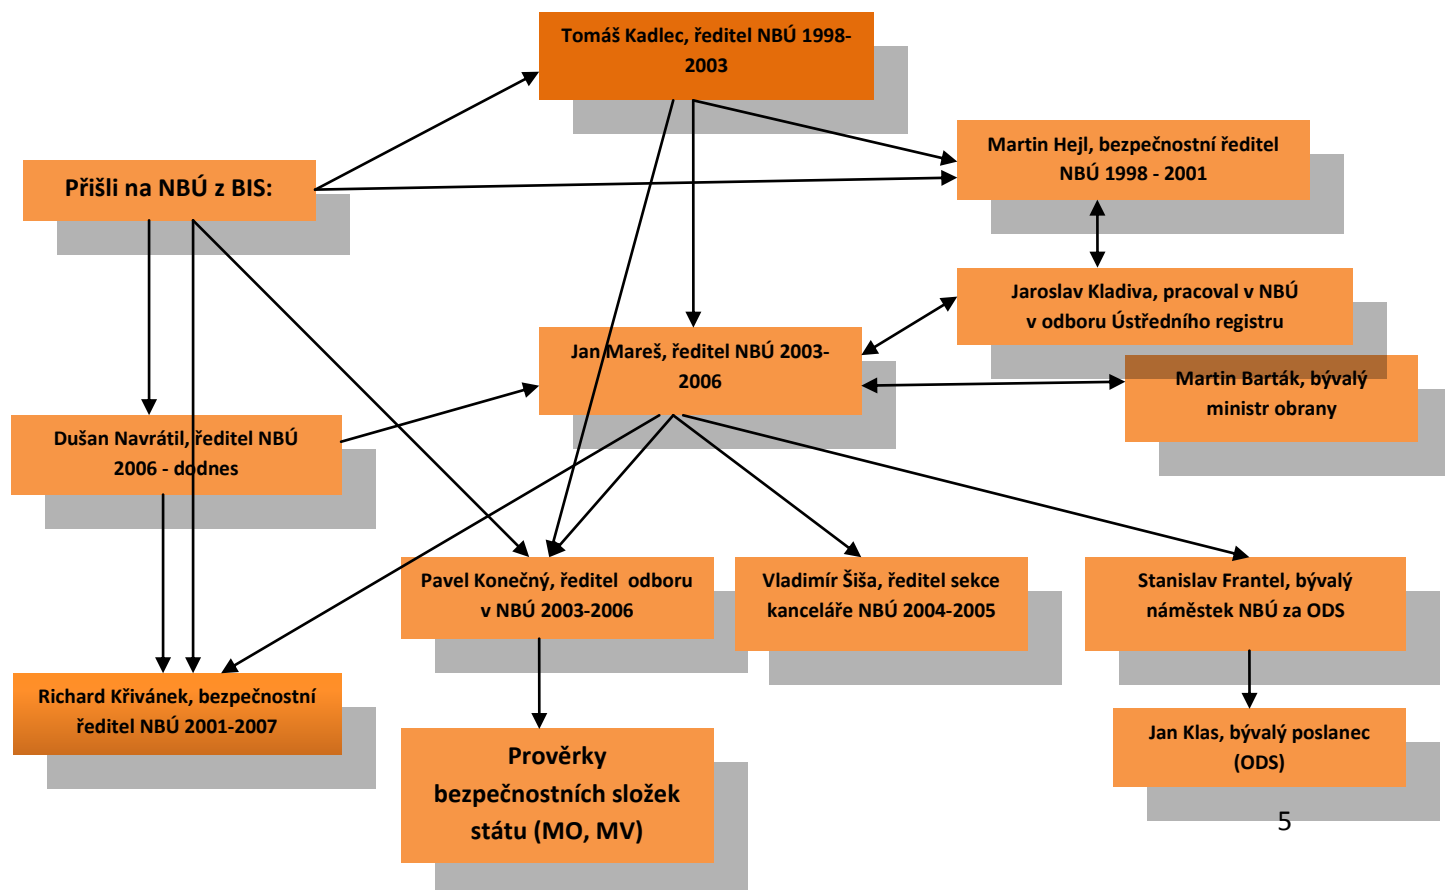 Tomáš Kadlec, ředitel NBÚ 1998-
2003
Martin Hejl, bezpečnostní ředitel
NBÚ 1998 - 2001
Přišli na NBÚ z BIS:
Jaroslav Kladiva, pracoval v NBÚ
v odboru Ústředního registru
Jan Mareš, ředitel NBÚ 2003-
2006
Martin Barták, bývalý
ministr obrany
Dušan Navrátil, ředitel NBÚ
2006 - dodnes
Pavel Konečný, ředitel odboru
v NBÚ 2003-2006
Vladimír Šiša, ředitel sekce
kanceláře NBÚ 2004-2005
Stanislav Frantel, bývalý
náměstek NBÚ za ODS
Richard Křivánek, bezpečnostní
ředitel NBÚ 2001-2007
Jan Klas, bývalý poslanec
(ODS)
Prověrky
bezpečnostních složek
státu (MO, MV)
5